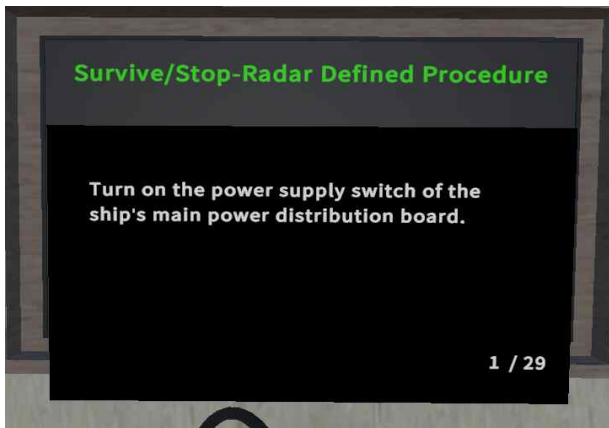 Survive/Stop-Radar Defined Procedure
Turn on the power supply switch of the
ship's main power distribution board.
1 / 29